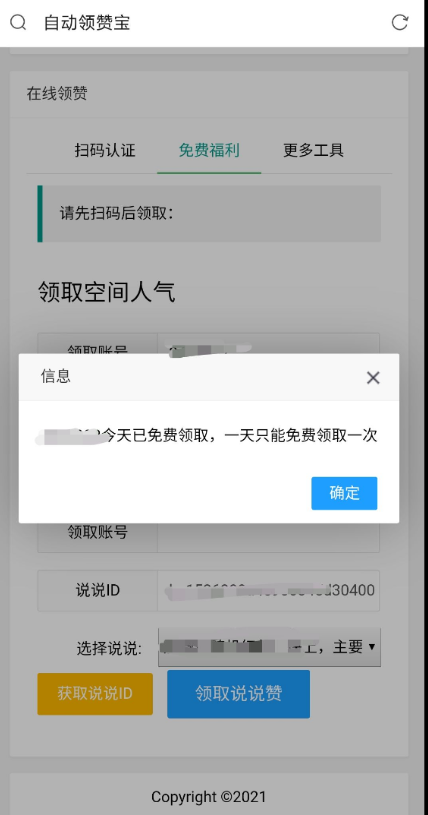 自动领赞宝
在线领赞
扫码认证
免费福利
更多工具
请先扫码后领取：
领取空间人气
领取账号
信息
今天已免费领取，一天只能免费领取一次
确定
领取账号
说说ID
d30400
选择说说:
上，主要
获取说说ID
领取说说赞
Copyright ©2021